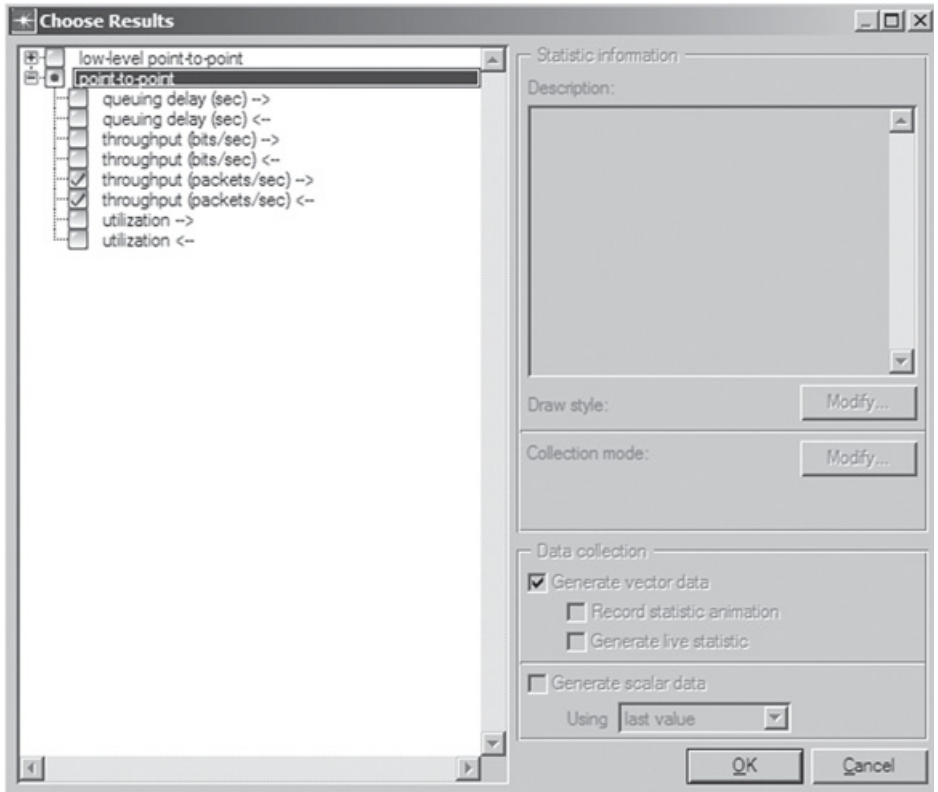 Choose Results
low-level point-to-point
point-to-point
queuing delay (sec) -->
queuing delay (sec) <--
throughput (bits/sec) -->
throughput (bits/sec) <--
throughput (packets/sec) -->
throughput (packets/sec) <--
utilization -->
utilization <--
Statistic information
Description:
Draw style:
Modify...
Collection mode:
Modify...
Data collection
Generate vector data
Record statistic animation
Generate live statistic
Generate scalar data
Using last value
OK
Cancel